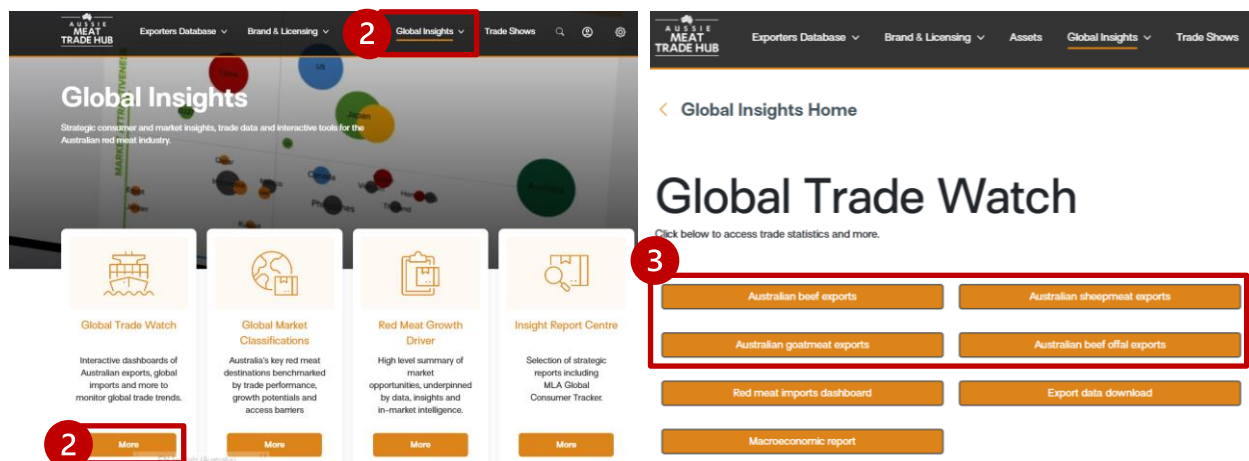 AUSSIE
MEAT
TRADE HUB
Exporters Database
Brand & Licensing
2
Global Insights
Trade Shows
Global Insights
Strategic consumer and market insights, trade data and interactive tools for the
Australian red meat industry.
US
Japan
Canada
Global Trade Watch
Interactive dashboards of
Australian exports, global
imports and more to
monitor global trade trends.
2
More
Global Market
Classifications
Australia's key red meat
destinations benchmarked
by trade performance,
growth potentials and
access barriers
More
Red Meat Growth
Driver
High level summary of
market
opportunities, underpinned
by data, insights and
in-market intelligence.
More
Insight Report Centre
Selection of strategic
reports including
MLA Global
Consumer Tracker.
More
AUSSIE
MEAT
TRADE HUB
Exporters Database
Brand & Licensing
Assets
Global Insights
Trade Shows
< Global Insights Home
Global Trade Watch
Click below to access trade statistics and more.
3
Australian beef exports
Australian sheepmeat exports
Australian goatmeat exports
Australian beef offal exports
Red meat imports dashboard
Export data download
Macroeconomic report